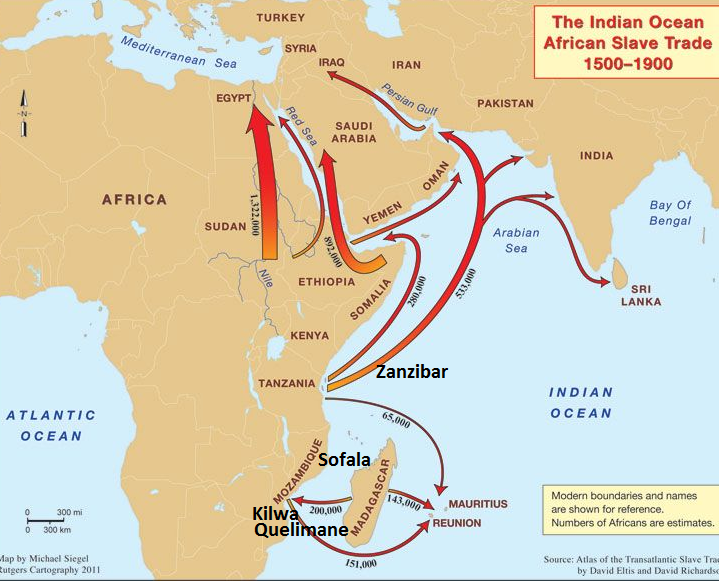 The Indian Ocean
African Slave Trade
1500–1900
TURKEY
Mediterranean Sea
SYRIA
IRAQ
IRAN
EGYPT
Red Sea
Persian Gulf
PAKISTAN
SAUDI
ARABIA
INDIA
-N-
AFRICA
OMAN
YEMEN
Bay Of
Bengal
SUDAN
1,322,000
892,000
Arabian
Sea
Nile
ETHIOPIA
SOMALIA
280,000
533,000
SRI
LANKA
KENYA
TANZANIA
Zanzibar
INDIAN
OCEAN
ATLANTIC
OCEAN
65,000
Sofala
MOZAMBIQUE
MADAGASCAR
Kilwa
Quelimane
200,000
143,000
MAURITIUS
REUNION
151,000
0 300 mi
0 300 km
Modern boundaries and names
are shown for reference.
Numbers of Africans are estimates.
Map by Michael Siegel
Rutgers Cartography 2011
Source: Atlas of the Transatlantic Slave Trad
by David Eltis and David Richardso